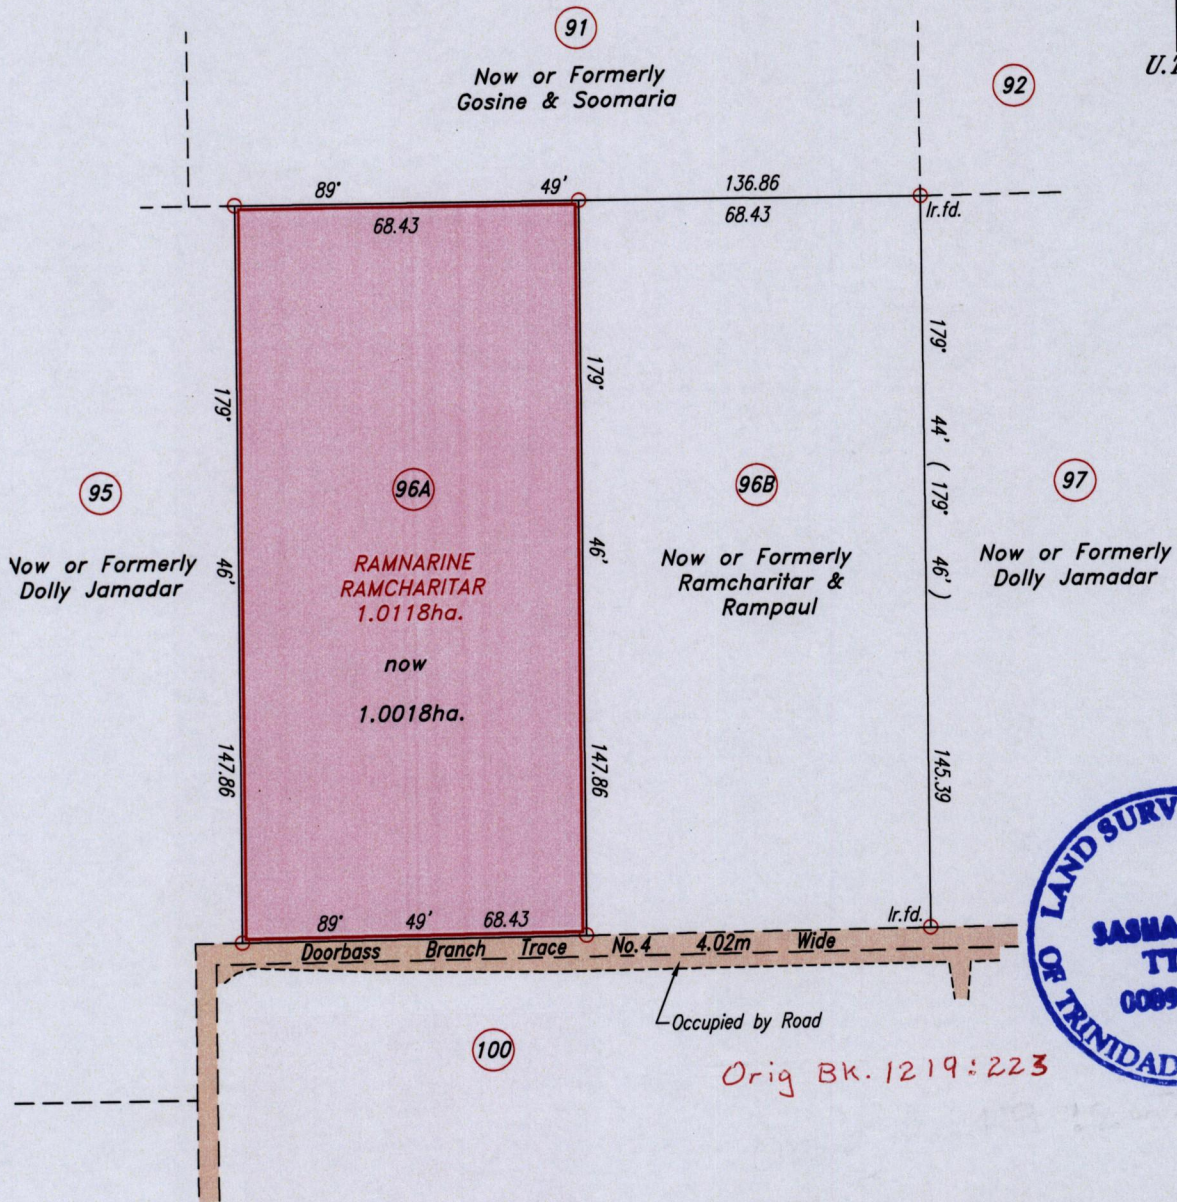 91
Now or Formerly
Gosine & Soomaria
92
89° 49'
68.43
136.86
68.43
Ir.fd.
179° 46' 147.86
179° 46' 147.86
179° 44' ( 179° 46' ) 145.39
95
Now or Formerly
Dolly Jamadar
96A
RAMNARINE
RAMCHARITAR
1.0118ha.
now
1.0018ha.
96B
Now or Formerly
Ramcharitar &
Rampaul
97
Now or Formerly
Dolly Jamadar
89° 49' 68.43
Ir.fd.
Doorbass Branch Trace No.4 4.02m Wide
Occupied by Road
100
Orig BK. 1219:223
LAND SURV
SASHA
TT
0089
OF TRINIDAD